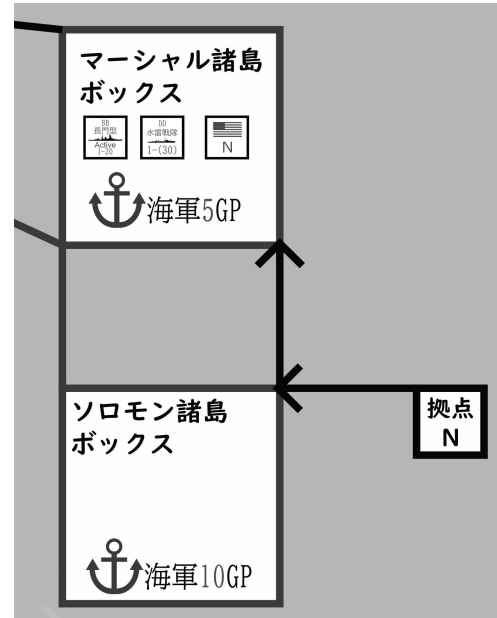 マーシャル諸島
ボックス
BB
長門型
Active
1-20
DD
水雷戦隊
1-(30)
N
海軍5GP
ソロモン諸島
ボックス
海軍10GP
拠点
N